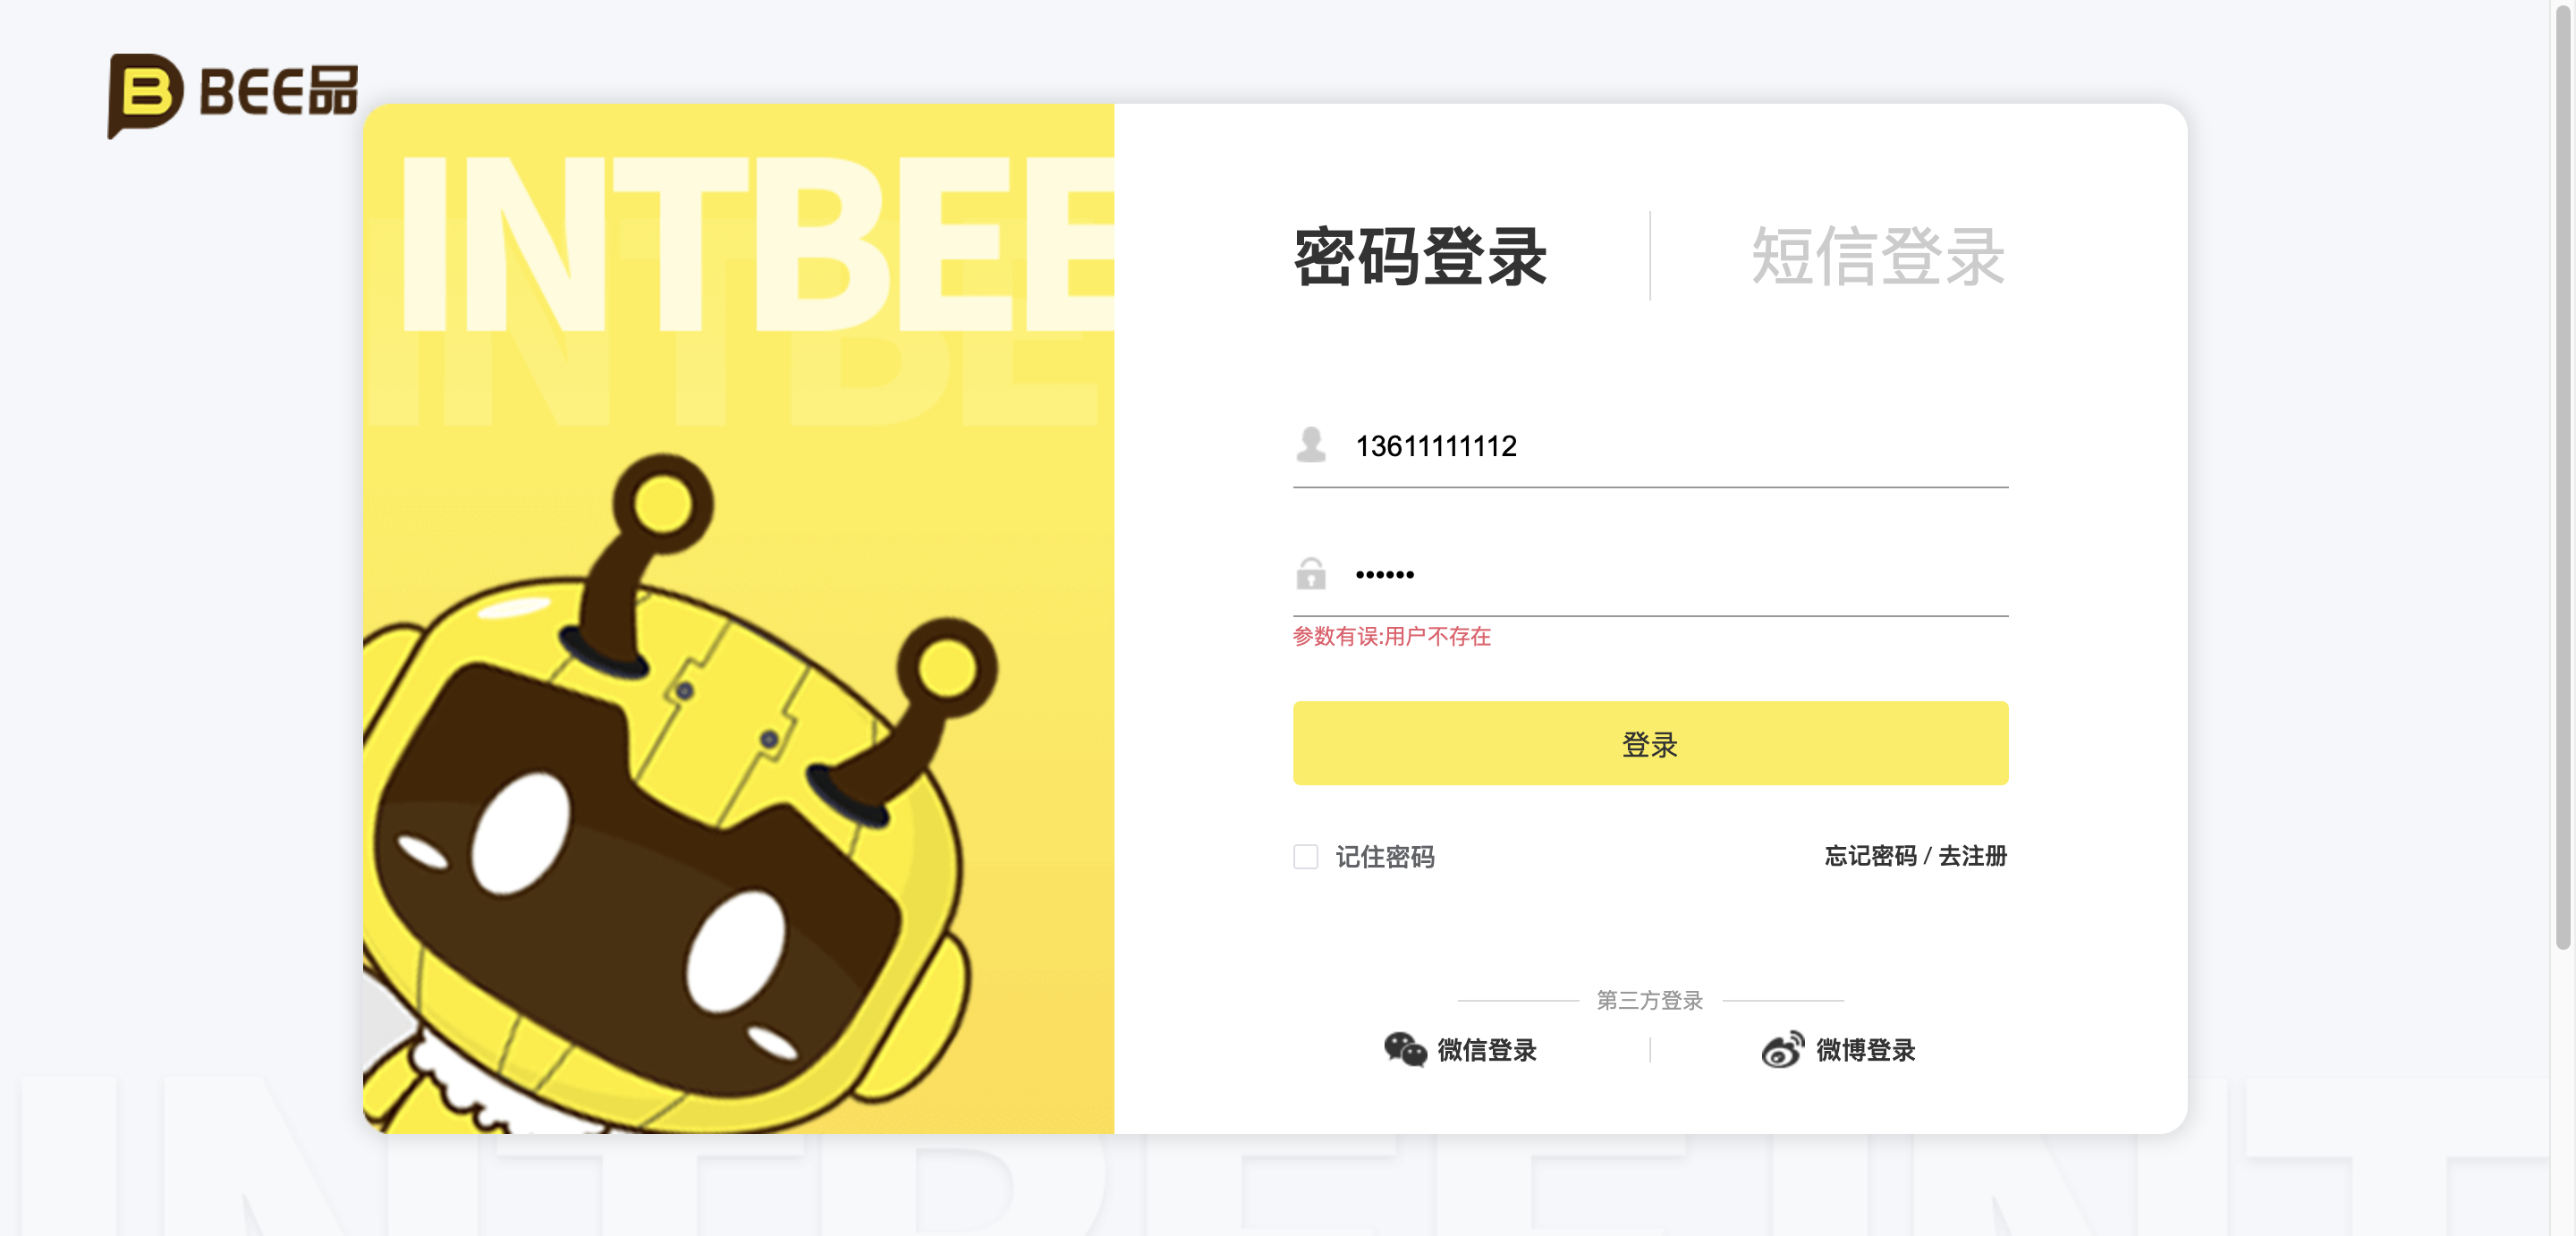 BEE品
INTBEE
INTBE
密码登录
短信登录
13611111112
••••••
参数有误:用户不存在
登录
记住密码
忘记密码 / 去注册
第三方登录
微信登录
微博登录
INTBEEINT